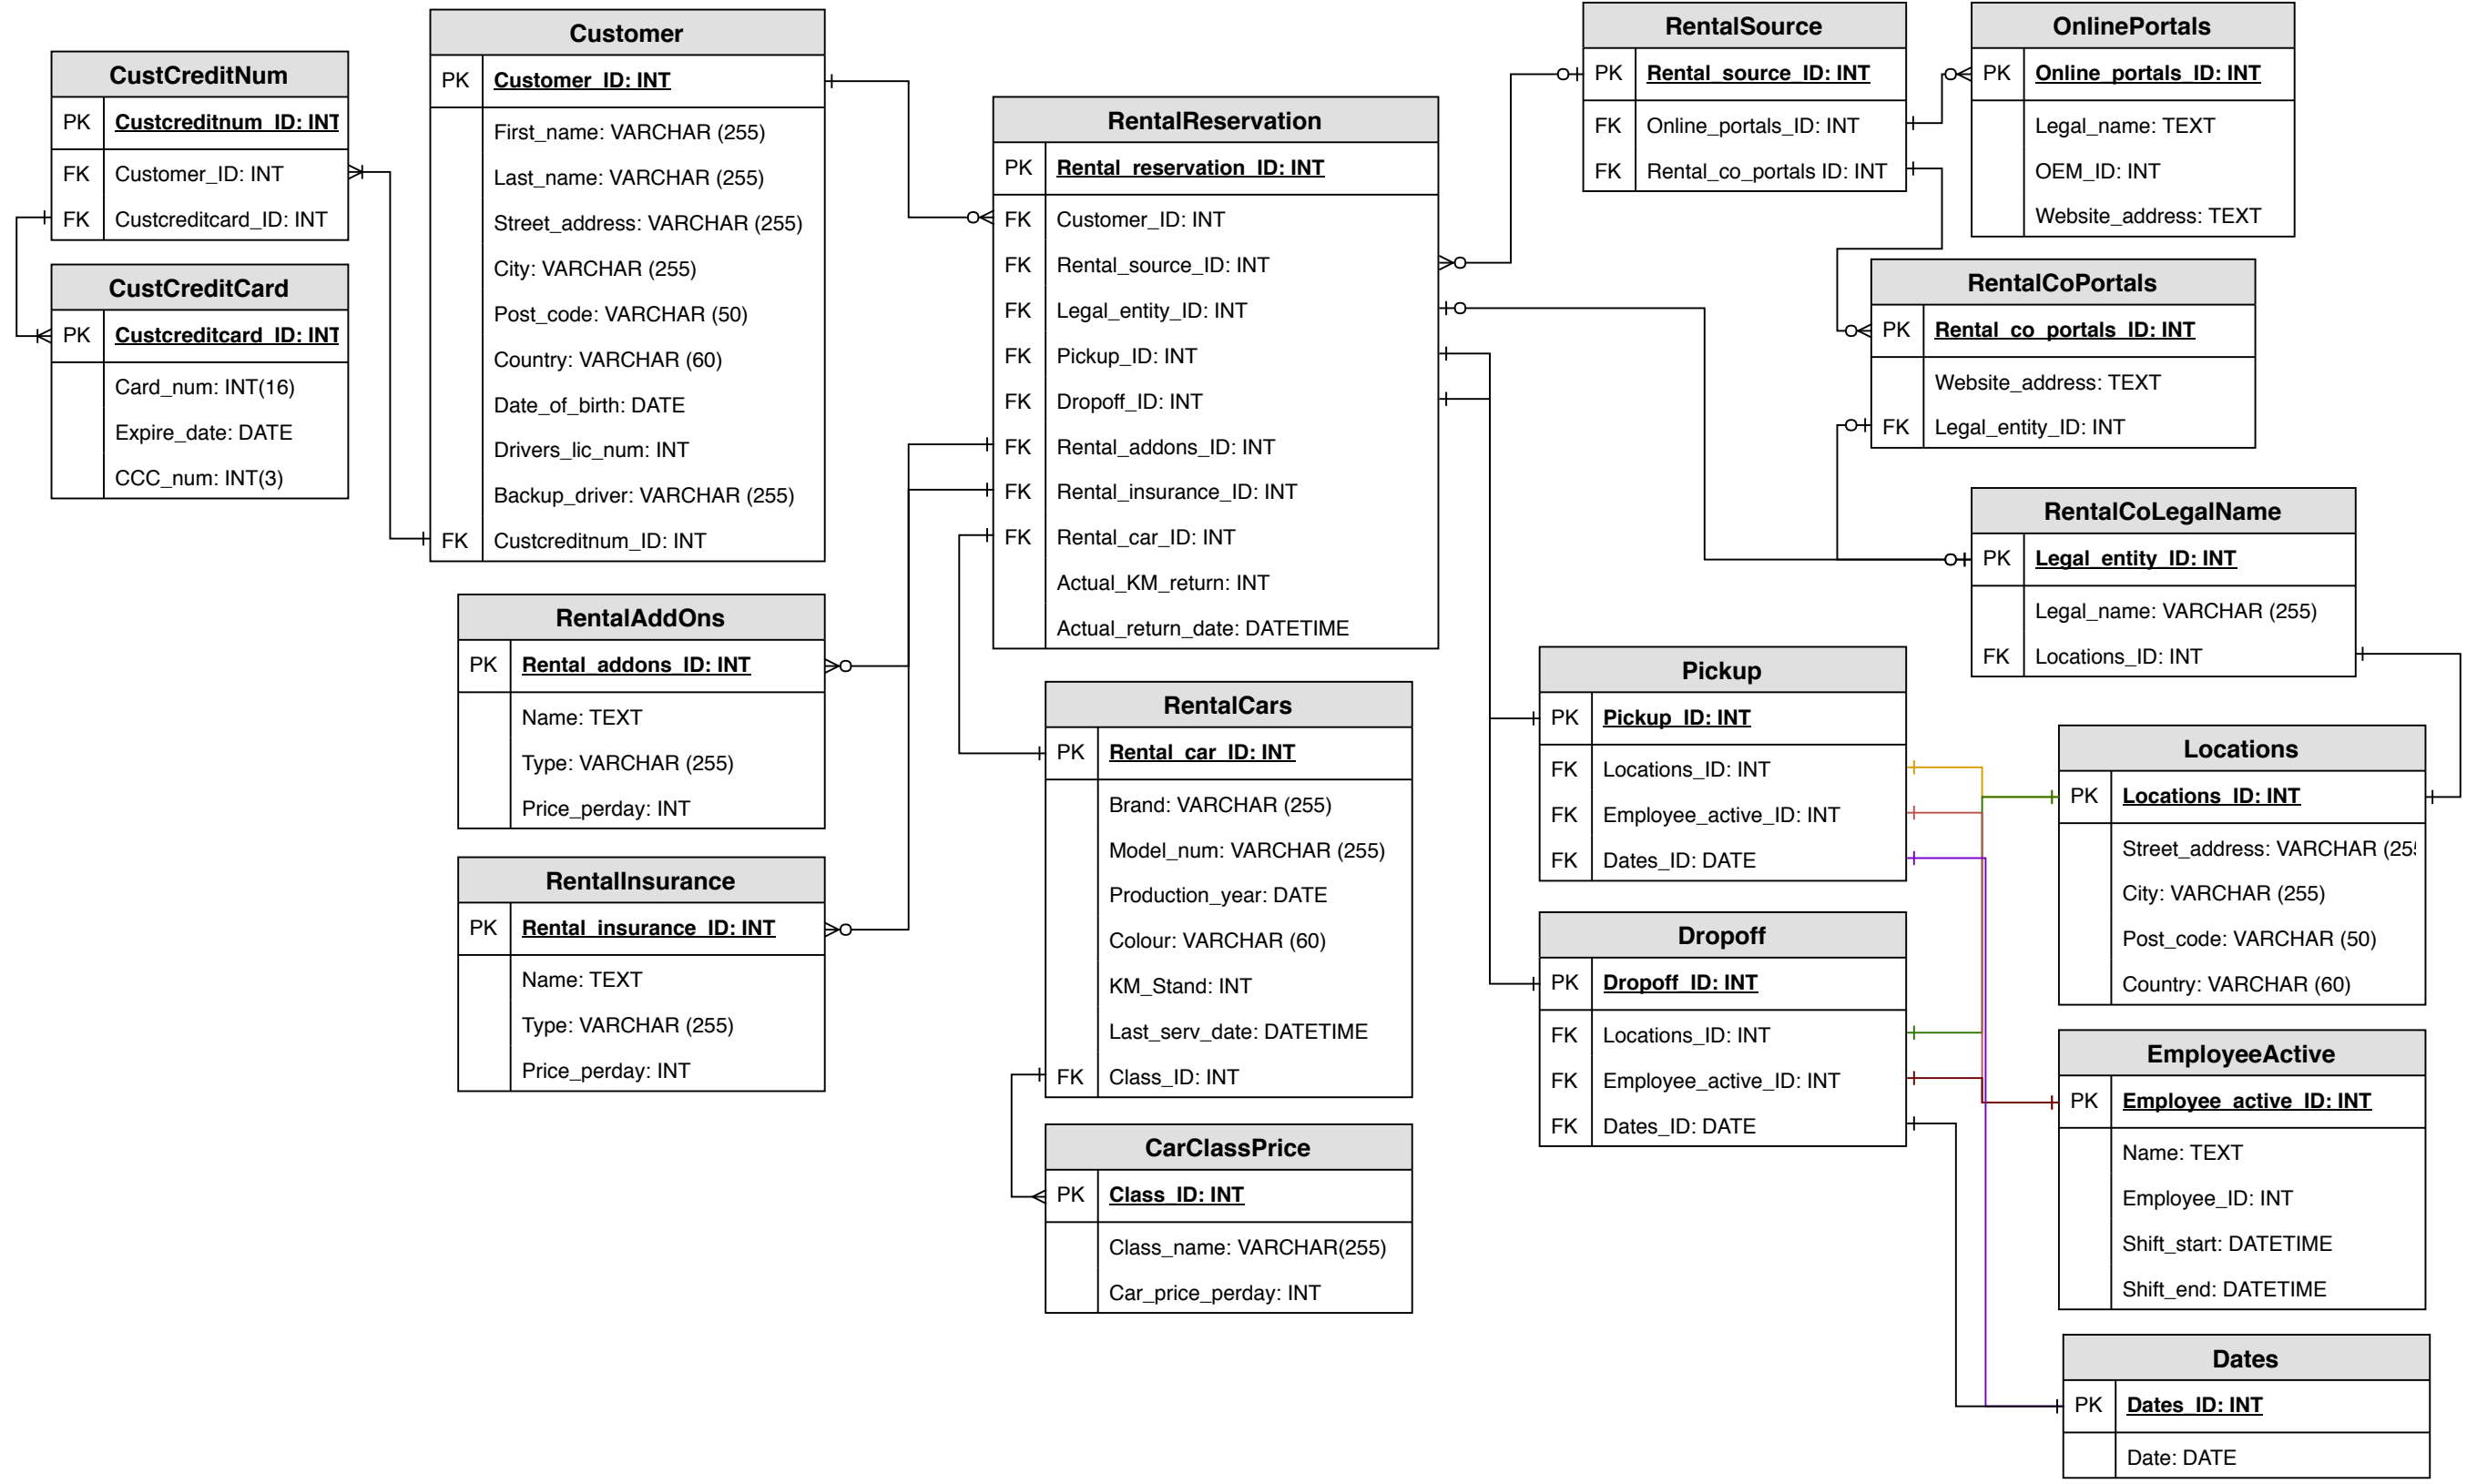 CustCreditNum
PK Custcreditnum_ID: INT
FK Customer_ID: INT
FK Custcreditcard_ID: INT
CustCreditCard
PK Custcreditcard_ID: INT
Card_num: INT(16)
Expire_date: DATE
CCC_num: INT(3)
Customer
PK Customer_ID: INT
First_name: VARCHAR (255)
Last_name: VARCHAR (255)
Street_address: VARCHAR (255)
City: VARCHAR (255)
Post_code: VARCHAR (50)
Country: VARCHAR (60)
Date_of_birth: DATE
Drivers_lic_num: INT
Backup_driver: VARCHAR (255)
FK Custcreditnum_ID: INT
RentalAddOns
PK Rental_addons_ID: INT
Name: TEXT
Type: VARCHAR (255)
Price_perday: INT
RentalInsurance
PK Rental_insurance_ID: INT
Name: TEXT
Type: VARCHAR (255)
Price_perday: INT
RentalReservation
PK Rental_reservation_ID: INT
FK Customer_ID: INT
FK Rental_source_ID: INT
FK Legal_entity_ID: INT
FK Pickup_ID: INT
FK Dropoff_ID: INT
FK Rental_addons_ID: INT
FK Rental_insurance_ID: INT
FK Rental_car_ID: INT
Actual_KM_return: INT
Actual_return_date: DATETIME
RentalCars
PK Rental_car_ID: INT
Brand: VARCHAR (255)
Model_num: VARCHAR (255)
Production_year: DATE
Colour: VARCHAR (60)
KM_Stand: INT
Last_serv_date: DATETIME
FK Class_ID: INT
CarClassPrice
PK Class_ID: INT
Class_name: VARCHAR(255)
Car_price_perday: INT
RentalSource
PK Rental_source_ID: INT
FK Online_portals_ID: INT
FK Rental_co_portals ID: INT
OnlinePortals
PK Online_portals_ID: INT
Legal_name: TEXT
OEM_ID: INT
Website_address: TEXT
RentalCoPortals
PK Rental_co_portals_ID: INT
Website_address: TEXT
FK Legal_entity_ID: INT
RentalCoLegalName
PK Legal_entity_ID: INT
Legal_name: VARCHAR (255)
FK Locations_ID: INT
Pickup
PK Pickup_ID: INT
FK Locations_ID: INT
FK Employee_active_ID: INT
FK Dates_ID: DATE
Dropoff
PK Dropoff_ID: INT
FK Locations_ID: INT
FK Employee_active_ID: INT
FK Dates_ID: DATE
Locations
PK Locations_ID: INT
Street_address: VARCHAR (25
City: VARCHAR (255)
Post_code: VARCHAR (50)
Country: VARCHAR (60)
EmployeeActive
PK Employee_active_ID: INT
Name: TEXT
Employee_ID: INT
Shift_start: DATETIME
Shift_end: DATETIME
Dates
PK Dates_ID: INT
Date: DATE